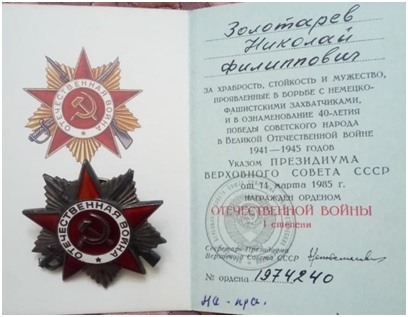 ОТЕЧЕСТВЕННАЯ ВОЙНА
ОТЕЧЕСТВЕННАЯ ВОЙНА
Золотарев
Николай
Филиппович
ЗА ХРАБРОСТЬ, СТОЙКОСТЬ И МУЖЕСТВО,
ПРОЯВЛЕННЫЕ В БОРЬБЕ С НЕМЕЦКО-
ФАШИСТСКИМИ ЗАХВАТЧИКАМИ,
И В ОЗНАМЕНОВАНИЕ 40-ЛЕТИЯ
ПОБЕДЫ СОВЕТСКОГО НАРОДА
В ВЕЛИКОЙ ОТЕЧЕСТВЕННОЙ ВОЙНЕ
1941—1945 ГОДОВ
Указом ПРЕЗИДИУМА
ВЕРХОВНОГО СОВЕТА СССР
от 11 марта 1985 г.
НАГРАЖДЕН ОРДЕНОМ
ОТЕЧЕСТВЕННОЙ ВОЙНЫ
I степени
Секретарь Президиума
Верховного Совета СССР
№ ордена 1974240